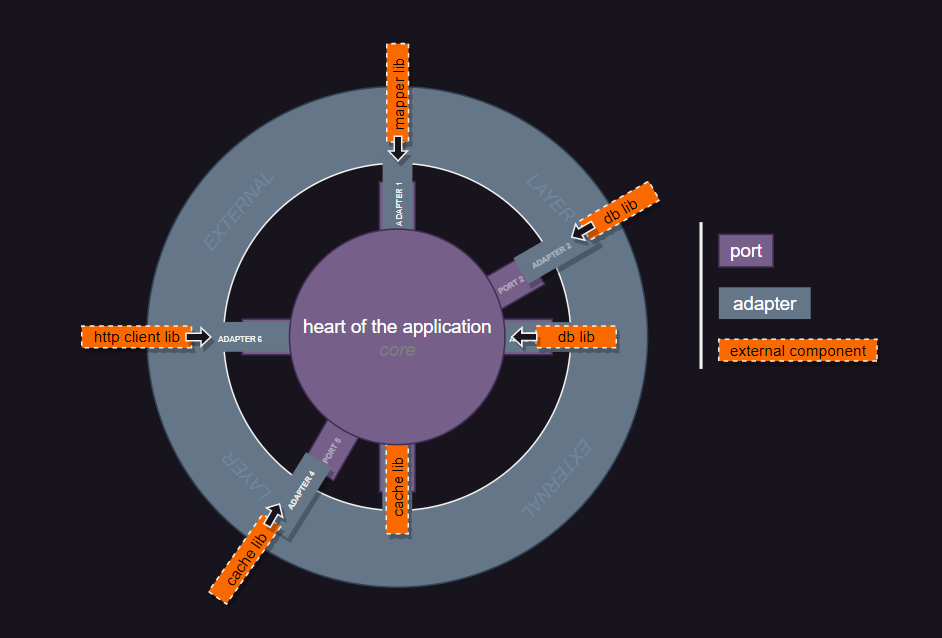 mapper lib
ADAPTER 1
EXTERNAL
LAYER
db lib
ADAPTER 2
PORT 2
port
adapter
external component
heart of the application
core
http client lib
ADAPTER 6
db lib
PORT 5
ADAPTER 4
LAYER
EXTERNAL
cache lib
cache lib